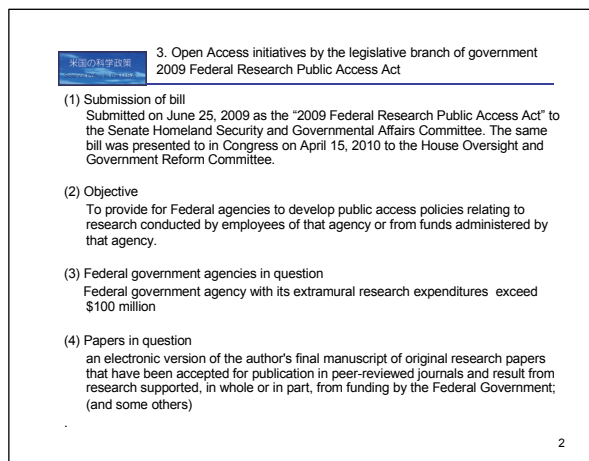 米国の科学政策
3. Open Access initiatives by the legislative branch of government
2009 Federal Research Public Access Act
(1) Submission of bill
Submitted on June 25, 2009 as the “2009 Federal Research Public Access Act” to
the Senate Homeland Security and Governmental Affairs Committee. The same
bill was presented to in Congress on April 15, 2010 to the House Oversight and
Government Reform Committee.
(2) Objective
To provide for Federal agencies to develop public access policies relating to
research conducted by employees of that agency or from funds administered by
that agency.
(3) Federal government agencies in question
Federal government agency with its extramural research expenditures exceed
$100 million
(4) Papers in question
an electronic version of the author's final manuscript of original research papers
that have been accepted for publication in peer-reviewed journals and result from
research supported, in whole or in part, from funding by the Federal Government;
(and some others)
.
2